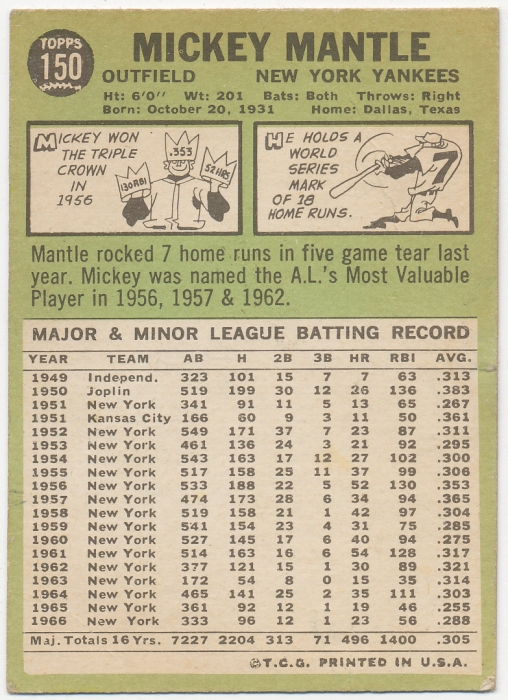 TOPPS
150
MICKEY MANTLE
OUTFIELD NEW YORK YANKEES
Ht: 6'0" Wt: 201 Bats: Both Throws: Right
Born: October 20, 1931 Home: Dallas, Texas
MICKEY WON
THE TRIPLE
CROWN
IN
1956
.353
130 RBI
52 HRS
HE HOLDS A
WORLD
SERIES
MARK
OF 18
HOME RUNS.
7
Mantle rocked 7 home runs in five game tear last
year. Mickey was named the A.L.'s Most Valuable
Player in 1956, 1957 & 1962.
MAJOR & MINOR LEAGUE BATTING RECORD
YEAR TEAM AB H 2B 3B HR RBI AVG.
1949 Independ. 323 101 15 7 7 63 .313
1950 Joplin 519 199 30 12 26 136 .383
1951 New York 341 91 11 5 13 65 .267
1951 Kansas City 166 60 9 3 11 50 .361
1952 New York 549 171 37 7 23 87 .311
1953 New York 461 136 24 3 21 92 .295
1954 New York 543 163 17 12 27 102 .300
1955 New York 517 158 25 11 37 99 .306
1956 New York 533 188 22 5 52 130 .353
1957 New York 474 173 28 6 34 94 .365
1958 New York 519 158 21 1 42 97 .304
1959 New York 541 154 23 4 31 75 .285
1960 New York 527 145 17 6 40 94 .275
1961 New York 514 163 16 6 54 128 .317
1962 New York 377 121 15 1 30 89 .321
1963 New York 172 54 8 0 15 35 .314
1964 New York 465 141 25 2 35 111 .303
1965 New York 361 92 12 1 19 46 .255
1966 New York 333 96 12 1 23 56 .288
Maj. Totals 16 Yrs. 7227 2204 313 71 496 1400 .305
©T.C.G. PRINTED IN U.S.A.